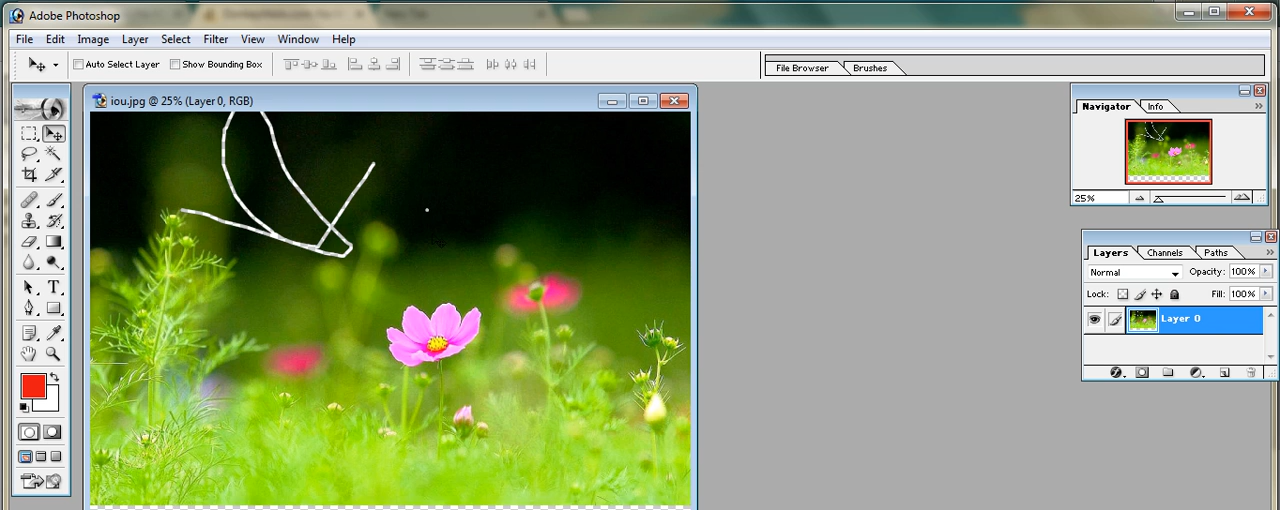 Adobe Photoshop
File Edit Image Layer Select Filter View Window Help
Auto Select Layer Show Bounding Box File Browser Brushes
iou.jpg @ 25% (Layer 0, RGB)
Navigator Info
25%
Layers Channels Paths
Normal Opacity: 100%
Lock: Fill: 100%
Layer 0
T